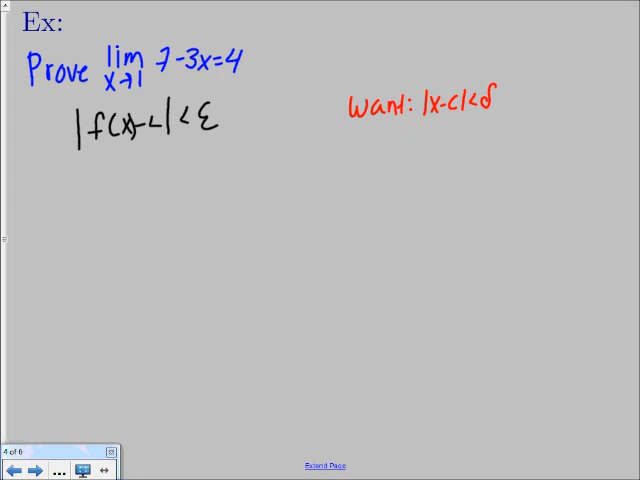 Ex:
Prove lim 7-3x=4
x→1
|f(x)-L|<ε
Want: |x-c|<δ
4 of 6
...
Extend Page